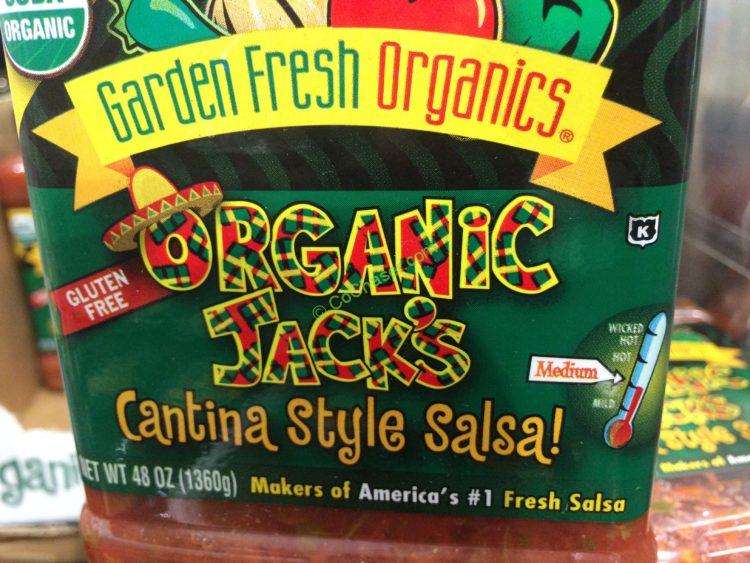 USDA
ORGANIC
Garden Fresh Organics®
ORGANIC
JACK'S
GLUTEN
FREE
K
WICKED
HOT
HOT
Medium
MILD
Cantina Style Salsa!
NET WT 48 OZ (1360g) Makers of America's #1 Fresh Salsa